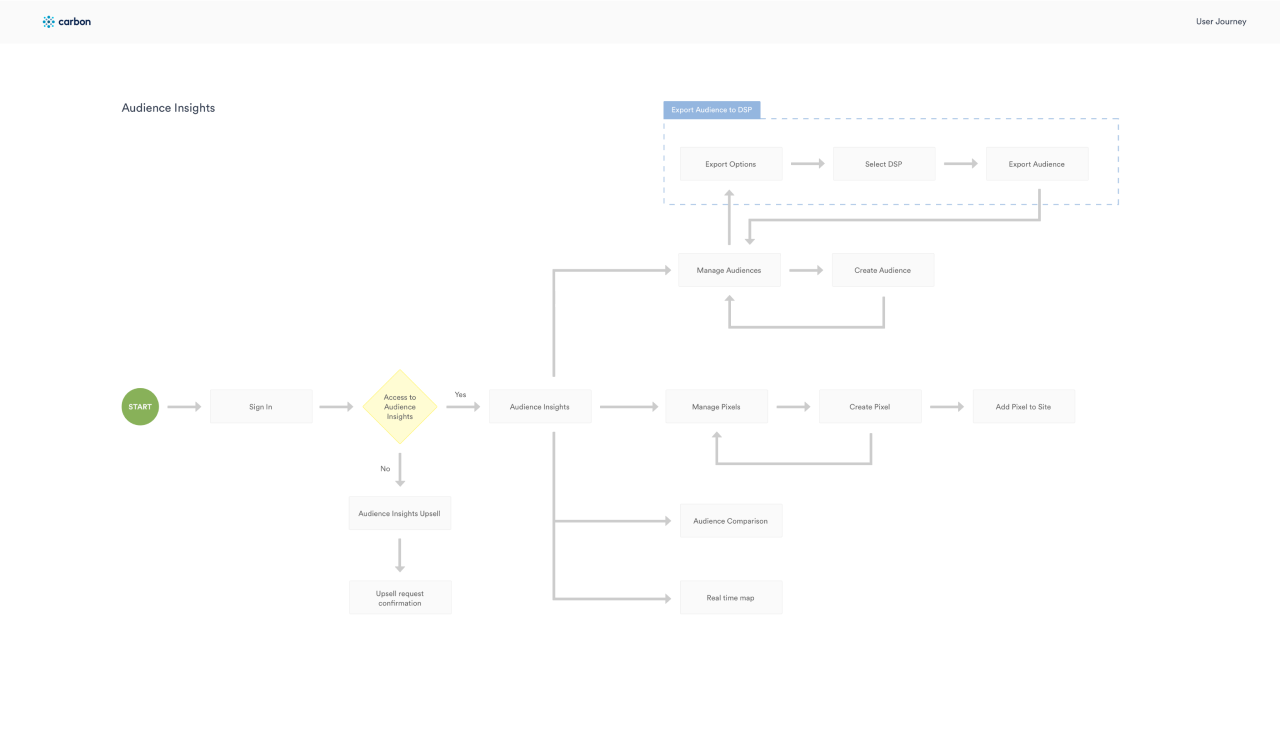 carbon
User Journey
Audience Insights
Export Audience to DSP
Export Options
Select DSP
Export Audience
Manage Audiences
Create Audience
START
Sign In
Access to
Audience
Insights
Yes
Audience Insights
Manage Pixels
Create Pixel
Add Pixel to Site
No
Audience Insights Upsell
Audience Comparison
Upsell request
confirmation
Real time map